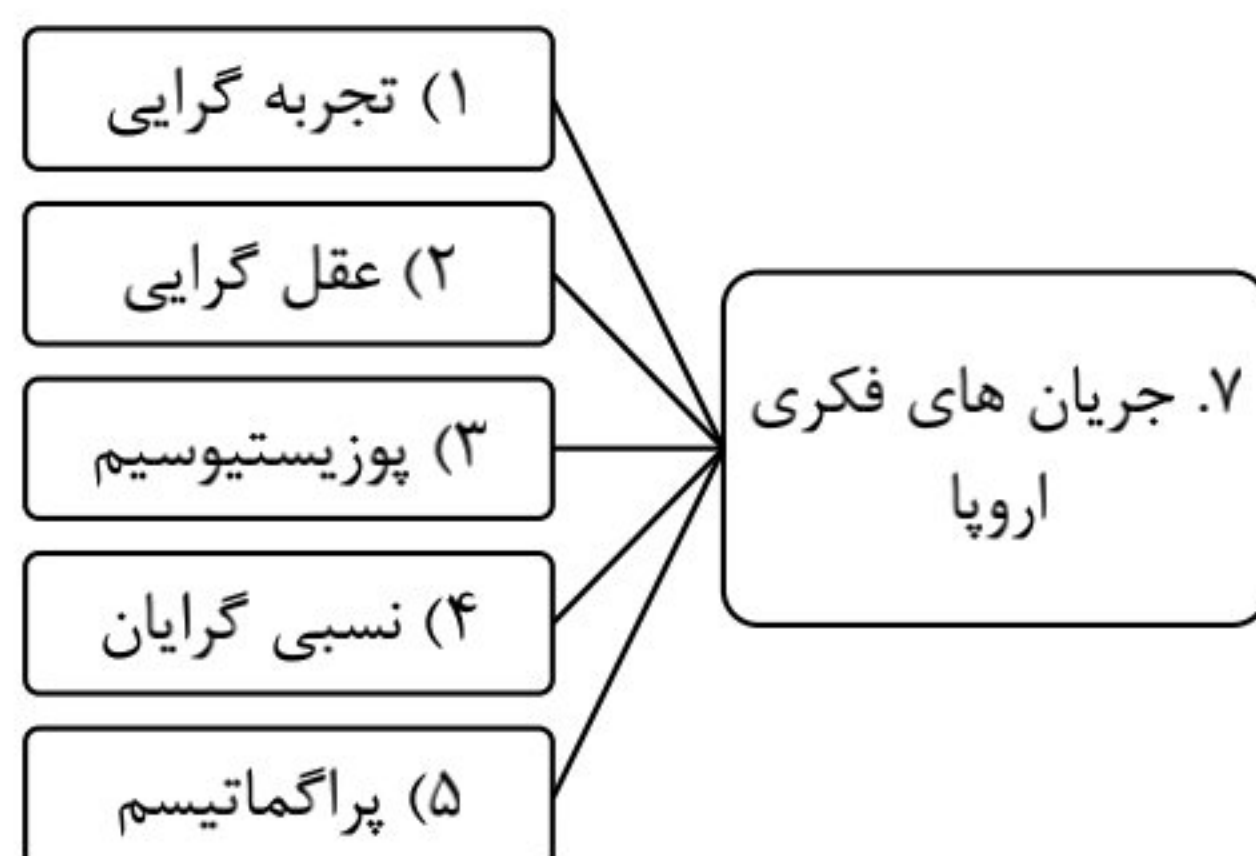 ۷. جریان های فکری
اروپا
۱) تجربه گرایی
۲) عقل گرایی
۳) پوزیستیوسیم
۴) نسبی گرایان
۵) پراگماتیسم